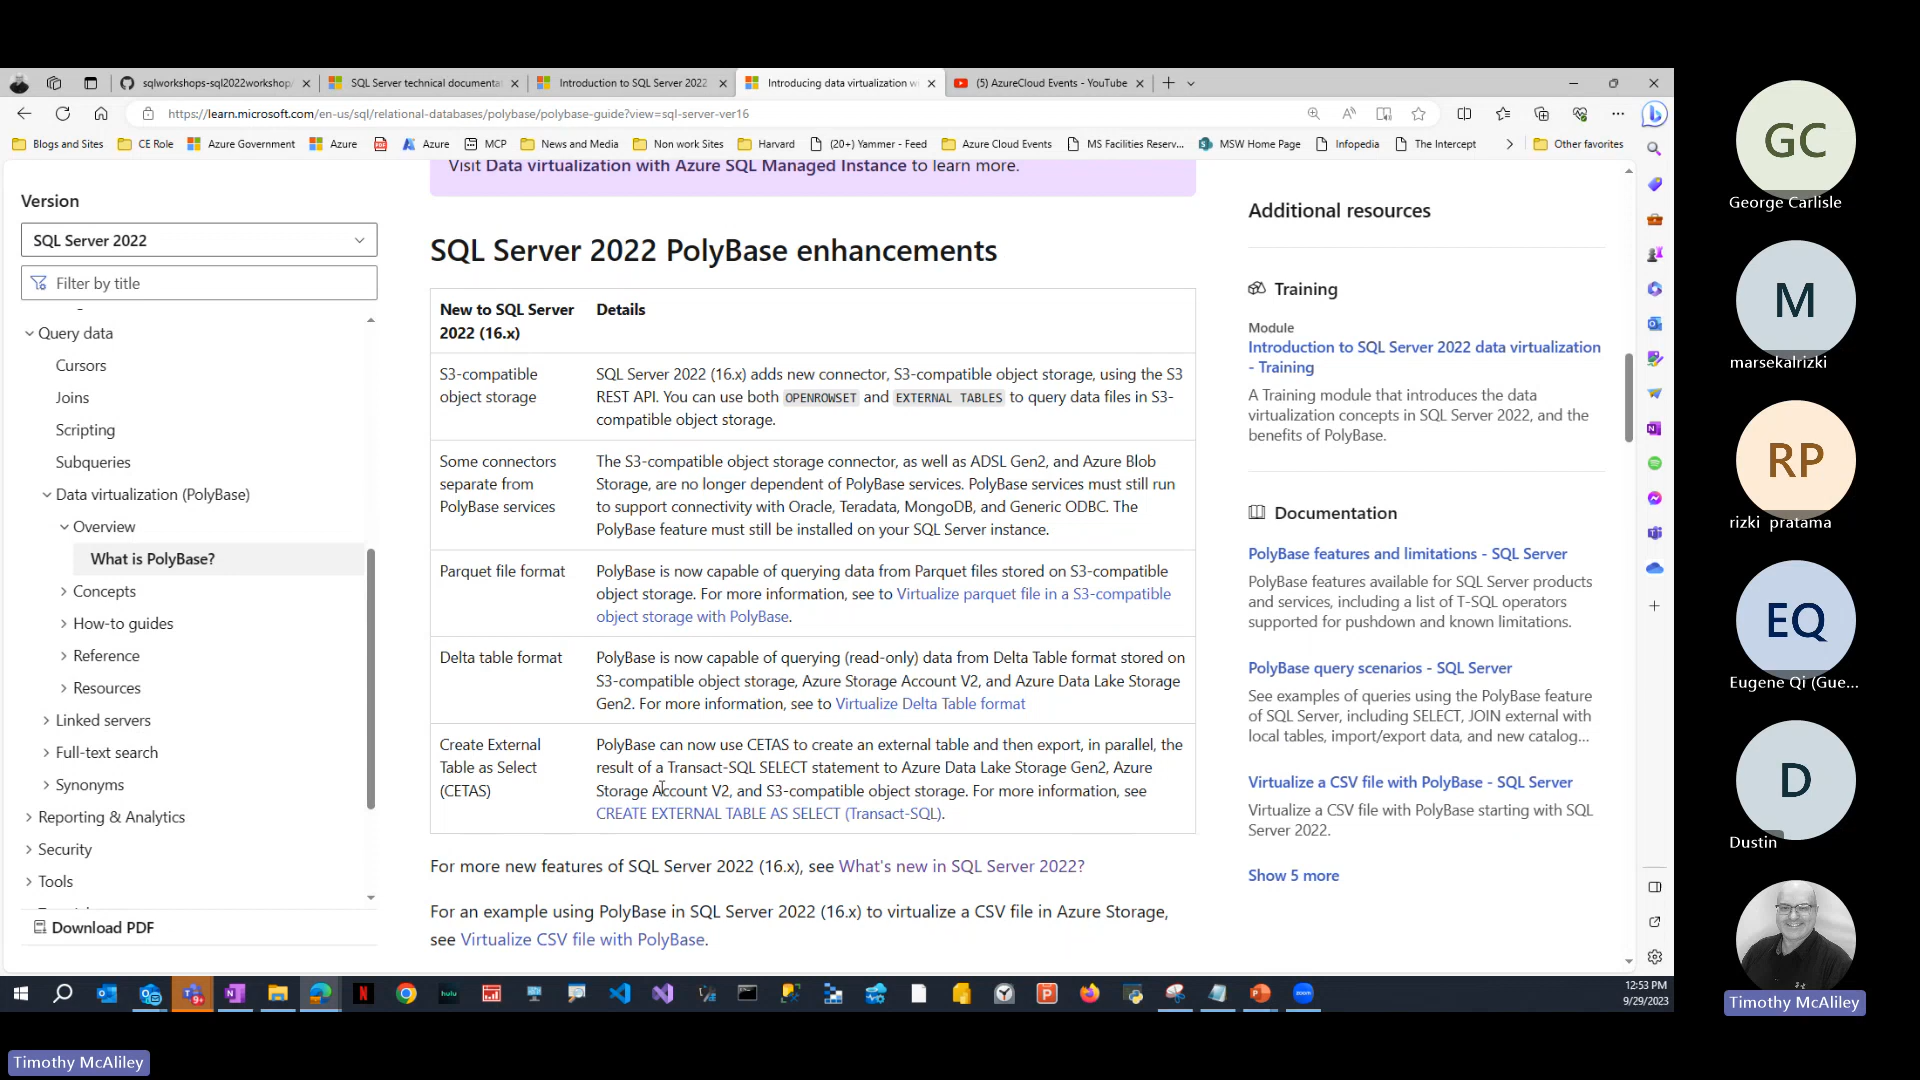 sqlworkshops-sql2022workshop/
SQL Server technical documenta
Introduction to SQL Server 2022
Introducing data virtualization w
(5) AzureCloud Events - YouTube
https://learn.microsoft.com/en-us/sql/relational-databases/polybase/polybase-guide?view=sql-server-ver16
Blogs and Sites
CE Role
Azure Government
Azure
Azure
MCP
News and Media
Non work Sites
Harvard
(20+) Yammer - Feed
Azure Cloud Events
MS Facilities Reserv...
MSW Home Page
Infopedia
The Intercept
Other favorites
Version
SQL Server 2022
Filter by title
Query data
Cursors
Joins
Scripting
Subqueries
Data virtualization (PolyBase)
Overview
What is PolyBase?
Concepts
How-to guides
Reference
Resources
Linked servers
Full-text search
Synonyms
Reporting & Analytics
Security
Tools
Download PDF
Visit Data virtualization with Azure SQL Managed Instance to learn more.
SQL Server 2022 PolyBase enhancements
New to SQL Server
2022 (16.x)
Details
S3-compatible
object storage
SQL Server 2022 (16.x) adds new connector, S3-compatible object storage, using the S3
REST API. You can use both OPENROWSET and EXTERNAL TABLES to query data files in S3-
compatible object storage.
Some connectors
separate from
PolyBase services
The S3-compatible object storage connector, as well as ADSL Gen2, and Azure Blob
Storage, are no longer dependent of PolyBase services. PolyBase services must still run
to support connectivity with Oracle, Teradata, MongoDB, and Generic ODBC. The
PolyBase feature must still be installed on your SQL Server instance.
Parquet file format
PolyBase is now capable of querying data from Parquet files stored on S3-compatible
object storage. For more information, see to Virtualize parquet file in a S3-compatible
object storage with PolyBase.
Delta table format
PolyBase is now capable of querying (read-only) data from Delta Table format stored on
S3-compatible object storage, Azure Storage Account V2, and Azure Data Lake Storage
Gen2. For more information, see to Virtualize Delta Table format
Create External
Table as Select
(CETAS)
PolyBase can now use CETAS to create an external table and then export, in parallel, the
result of a Transact-SQL SELECT statement to Azure Data Lake Storage Gen2, Azure
Storage Account V2, and S3-compatible object storage. For more information, see
CREATE EXTERNAL TABLE AS SELECT (Transact-SQL).
For more new features of SQL Server 2022 (16.x), see What's new in SQL Server 2022?
For an example using PolyBase in SQL Server 2022 (16.x) to virtualize a CSV file in Azure Storage,
see Virtualize CSV file with PolyBase.
Additional resources
Training
Module
Introduction to SQL Server 2022 data virtualization
- Training
A Training module that introduces the data
virtualization concepts in SQL Server 2022, and the
benefits of PolyBase.
Documentation
PolyBase features and limitations - SQL Server
PolyBase features available for SQL Server products
and services, including a list of T-SQL operators
supported for pushdown and known limitations.
PolyBase query scenarios - SQL Server
See examples of queries using the PolyBase feature
of SQL Server, including SELECT, JOIN external with
local tables, import/export data, and new catalog...
Virtualize a CSV file with PolyBase - SQL Server
Virtualize a CSV file with PolyBase starting with SQL
Server 2022.
Show 5 more
hulu
12:53 PM
9/29/2023
GC
George Carlisle
M
marsekalrizki
RP
rizki pratama
EQ
Eugene Qi (Gue...
D
Dustin
Timothy McAliley
Timothy McAliley